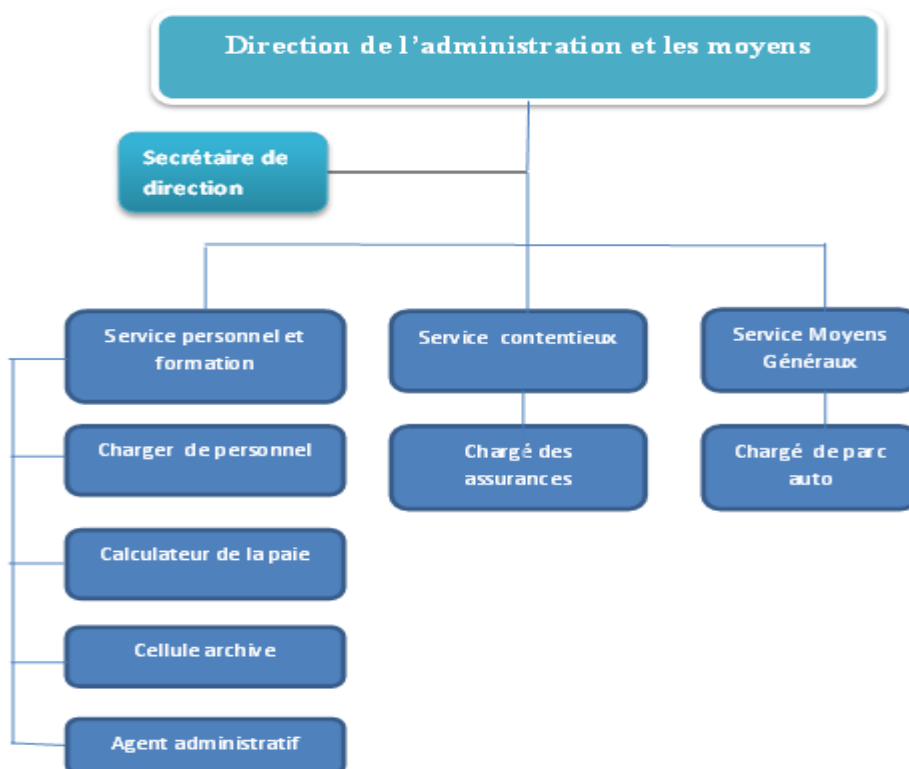 Direction de l'administration et les moyens
Secrétaire de
direction
Service personnel et
formation
Service contentieux
Service Moyens
Généraux
Charger de personnel
Chargé des
assurances
Chargé de parc
auto
Calculateur de la paie
Cellule archive
Agent administratif